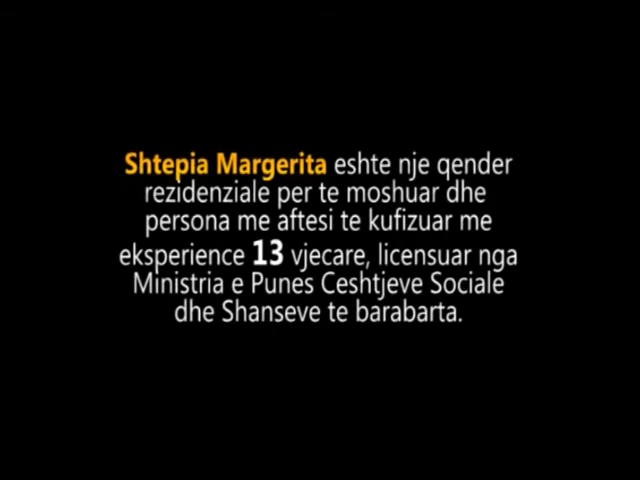 Shtepia Margerita eshte nje qender
rezidenziale per te moshuar dhe
persona me aftesi te kufizuar me
eksperience 13 vjecare, licensuar nga
Ministria e Punes Ceshtjeve Sociale
dhe Shanseve te barabarta.